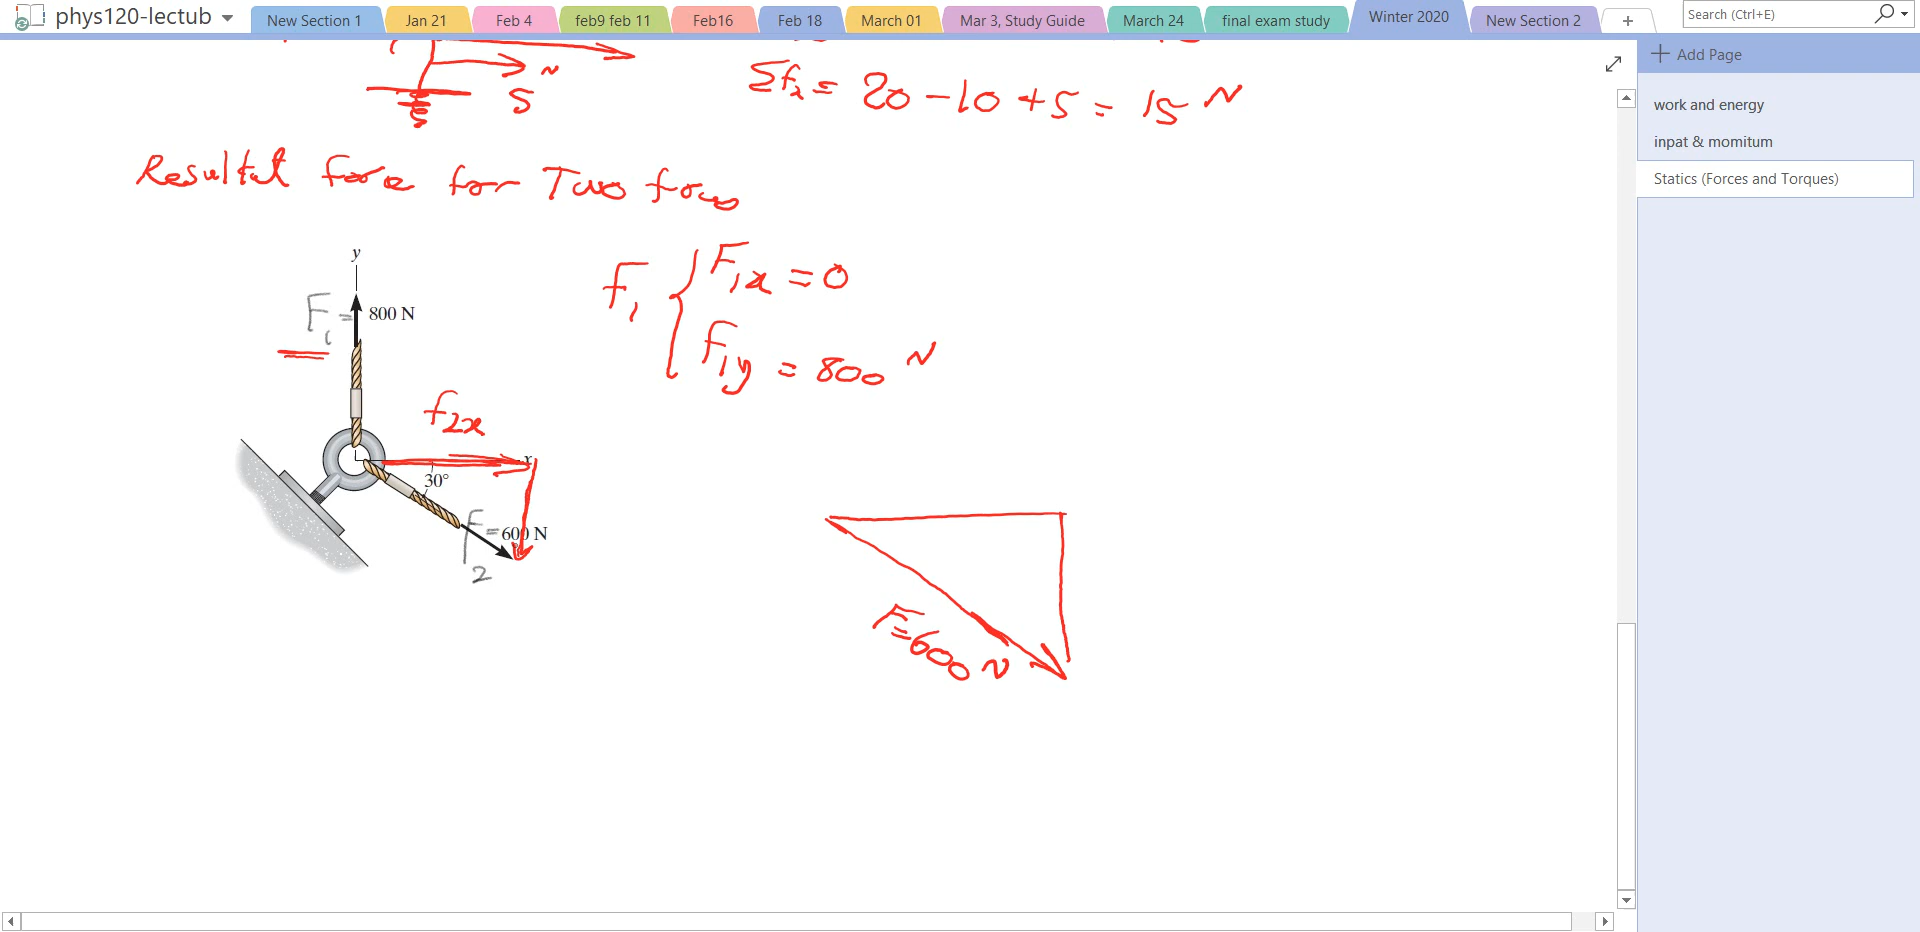 phys120-lectub
New Section 1
Jan 21
Feb 4
feb9 feb 11
Feb16
Feb 18
March 01
Mar 3, Study Guide
March 24
final exam study
Winter 2020
New Section 2
+
Search (Ctrl+E)
Add Page
work and energy
inpat & momitum
Statics (Forces and Torques)
N
5
Σfx = 20 - 10 + 5 = 15 N
Resultat force for Two
y
F1 =
800 N
F1 { F1x = 0
F1y = 800 N
f2x
x
30°
F2 = 600 N
F=600 N